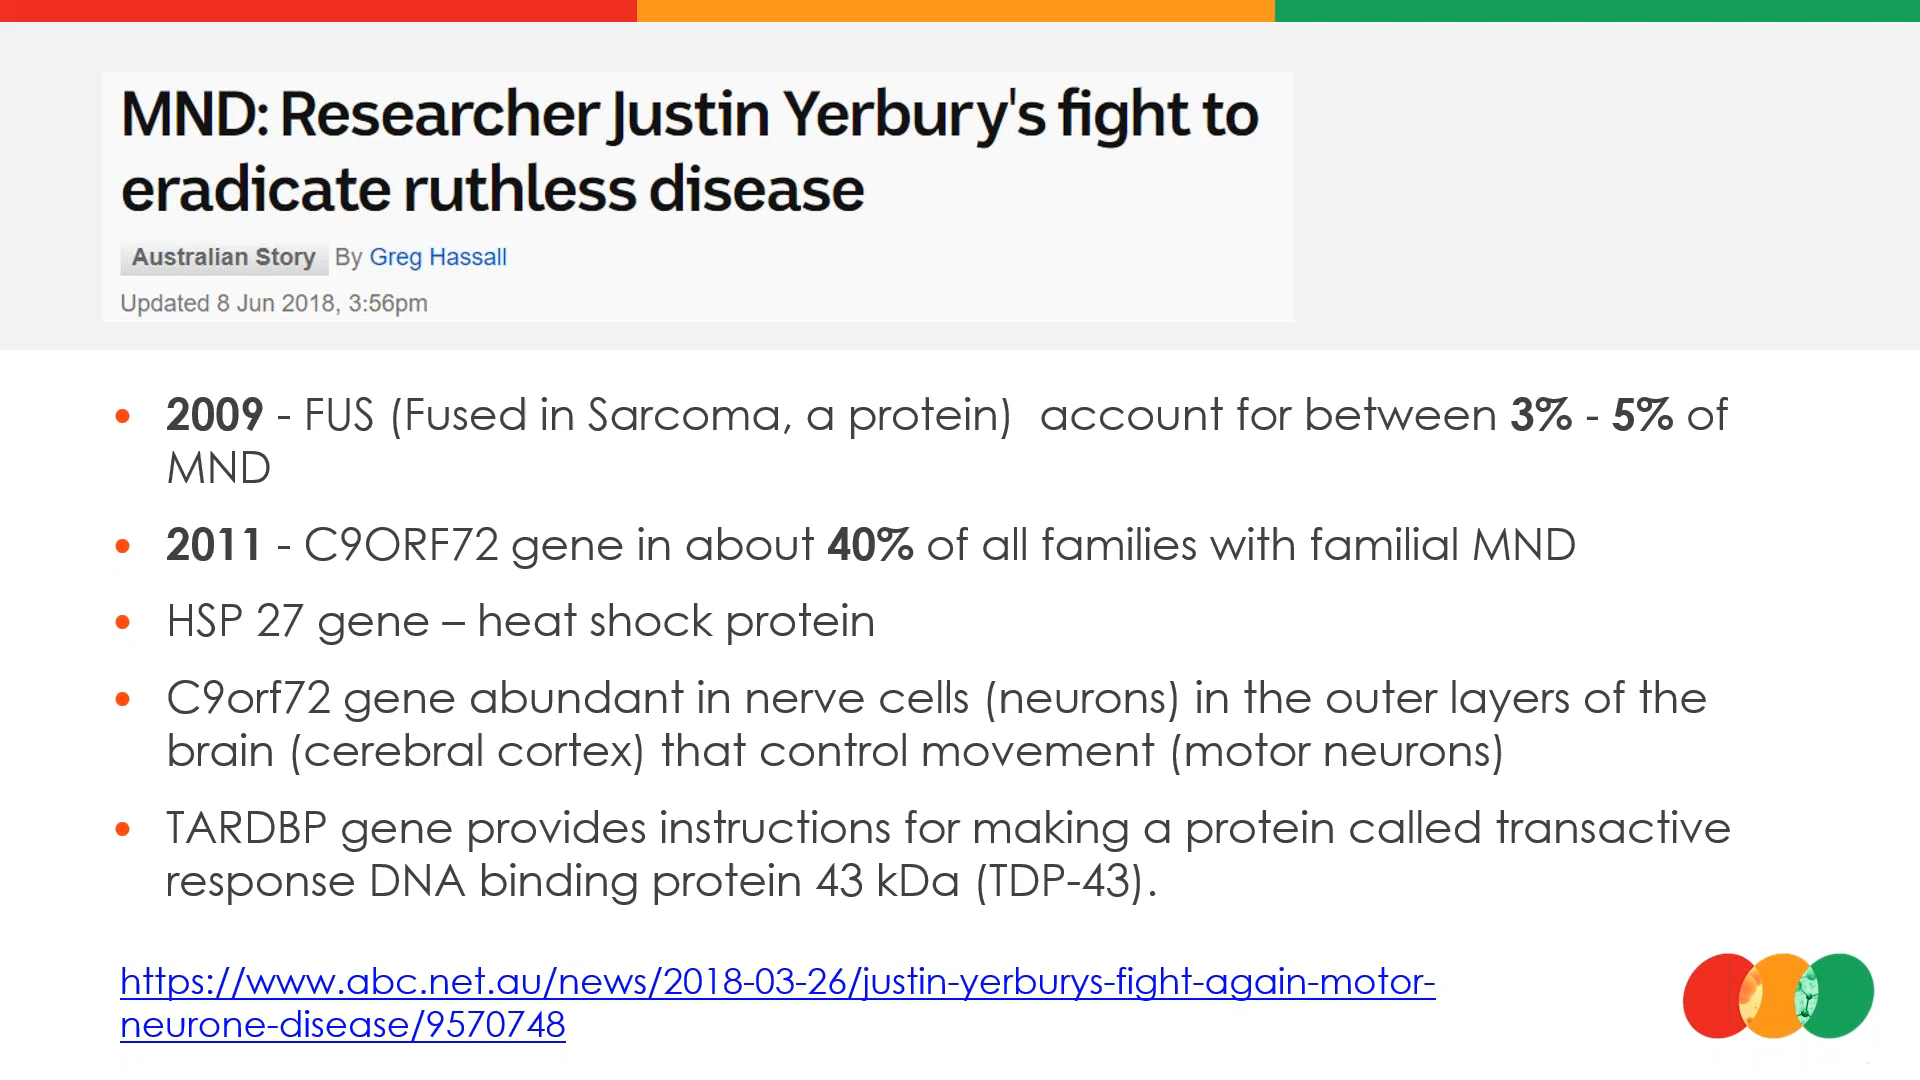 MND: Researcher Justin Yerbury's fight to
eradicate ruthless disease
Australian Story By Greg Hassall
Updated 8 Jun 2018, 3:56pm
• 2009 - FUS (Fused in Sarcoma, a protein)  account for between 3% - 5% of
MND
• 2011 - C9ORF72 gene in about 40% of all families with familial MND
• HSP 27 gene – heat shock protein
• C9orf72 gene abundant in nerve cells (neurons) in the outer layers of the
brain (cerebral cortex) that control movement (motor neurons)
• TARDBP gene provides instructions for making a protein called transactive
response DNA binding protein 43 kDa (TDP-43).
https://www.abc.net.au/news/2018-03-26/justin-yerburys-fight-again-motor-
neurone-disease/9570748